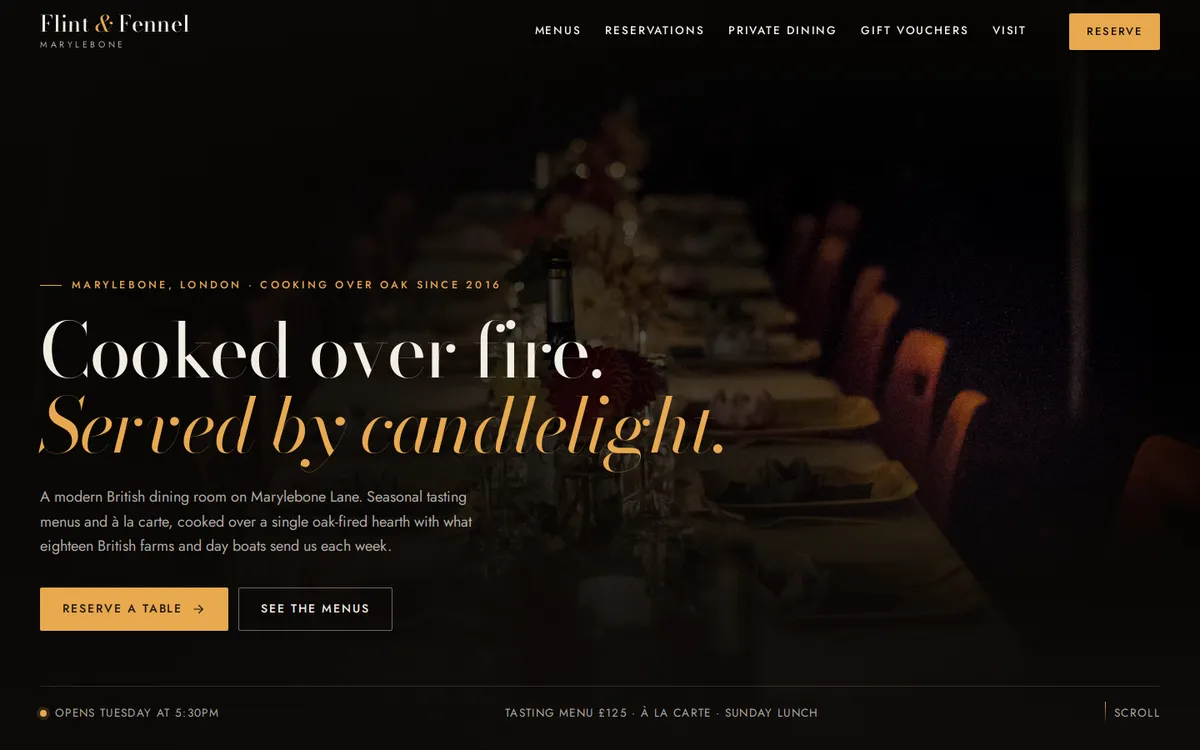 Flint & Fennel
MARYLEBONE
MENUS
RESERVATIONS
PRIVATE DINING
GIFT VOUCHERS
VISIT
RESERVE
MARYLEBONE, LONDON · COOKING OVER OAK SINCE 2016
Cooked over fire.
Served by candlelight.
A modern British dining room on Marylebone Lane. Seasonal tasting
menus and à la carte, cooked over a single oak-fired hearth with what
eighteen British farms and day boats send us each week.
RESERVE A TABLE →
SEE THE MENUS
OPENS TUESDAY AT 5:30PM
TASTING MENU £125 · À LA CARTE · SUNDAY LUNCH
SCROLL